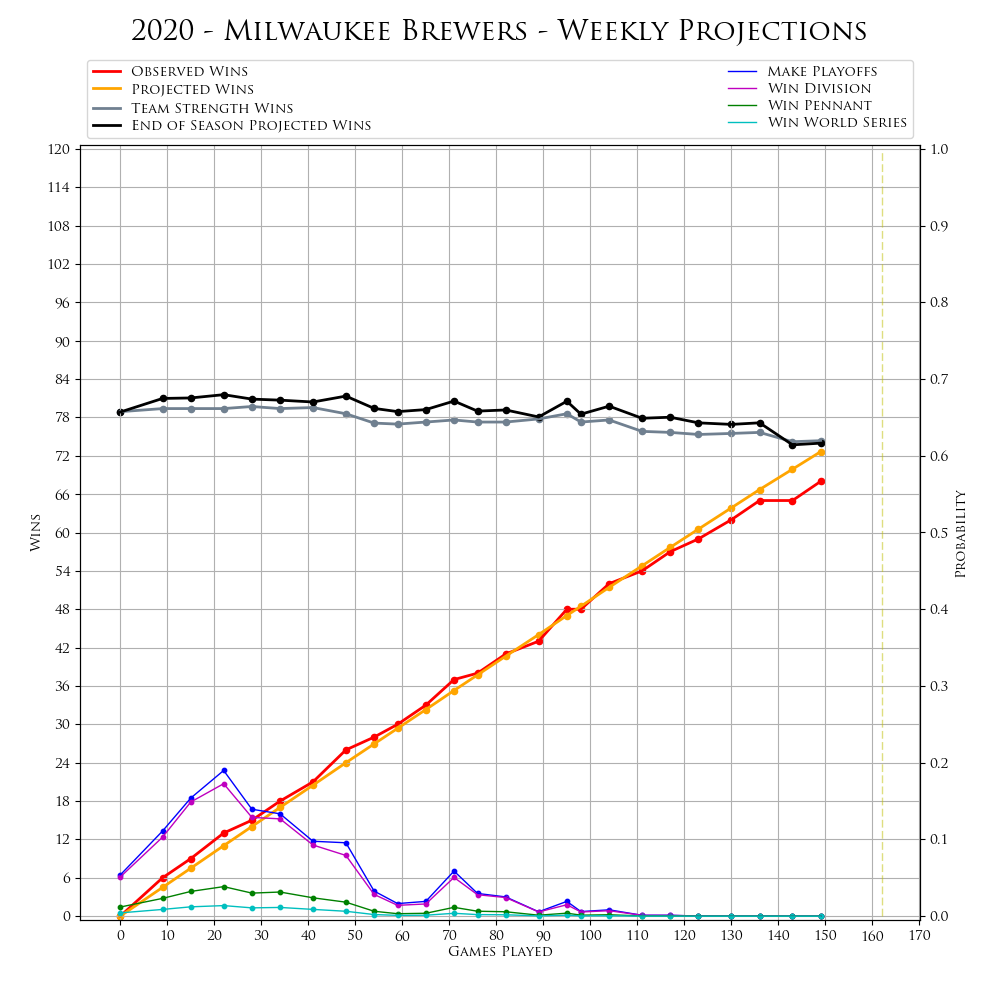 2020 - Milwaukee Brewers - Weekly Projections
Observed Wins
Projected Wins
Team Strength Wins
End of Season Projected Wins
Make Playoffs
Win Division
Win Pennant
Win World Series
120
114
108
102
96
90
84
78
72
66
60
54
48
42
36
30
24
18
12
6
0
Wins
1.0
0.9
0.8
0.7
0.6
0.5
0.4
0.3
0.2
0.1
0.0
Probability
0 10 20 30 40 50 60 70 80 90 100 110 120 130 140 150 160 170
Games Played